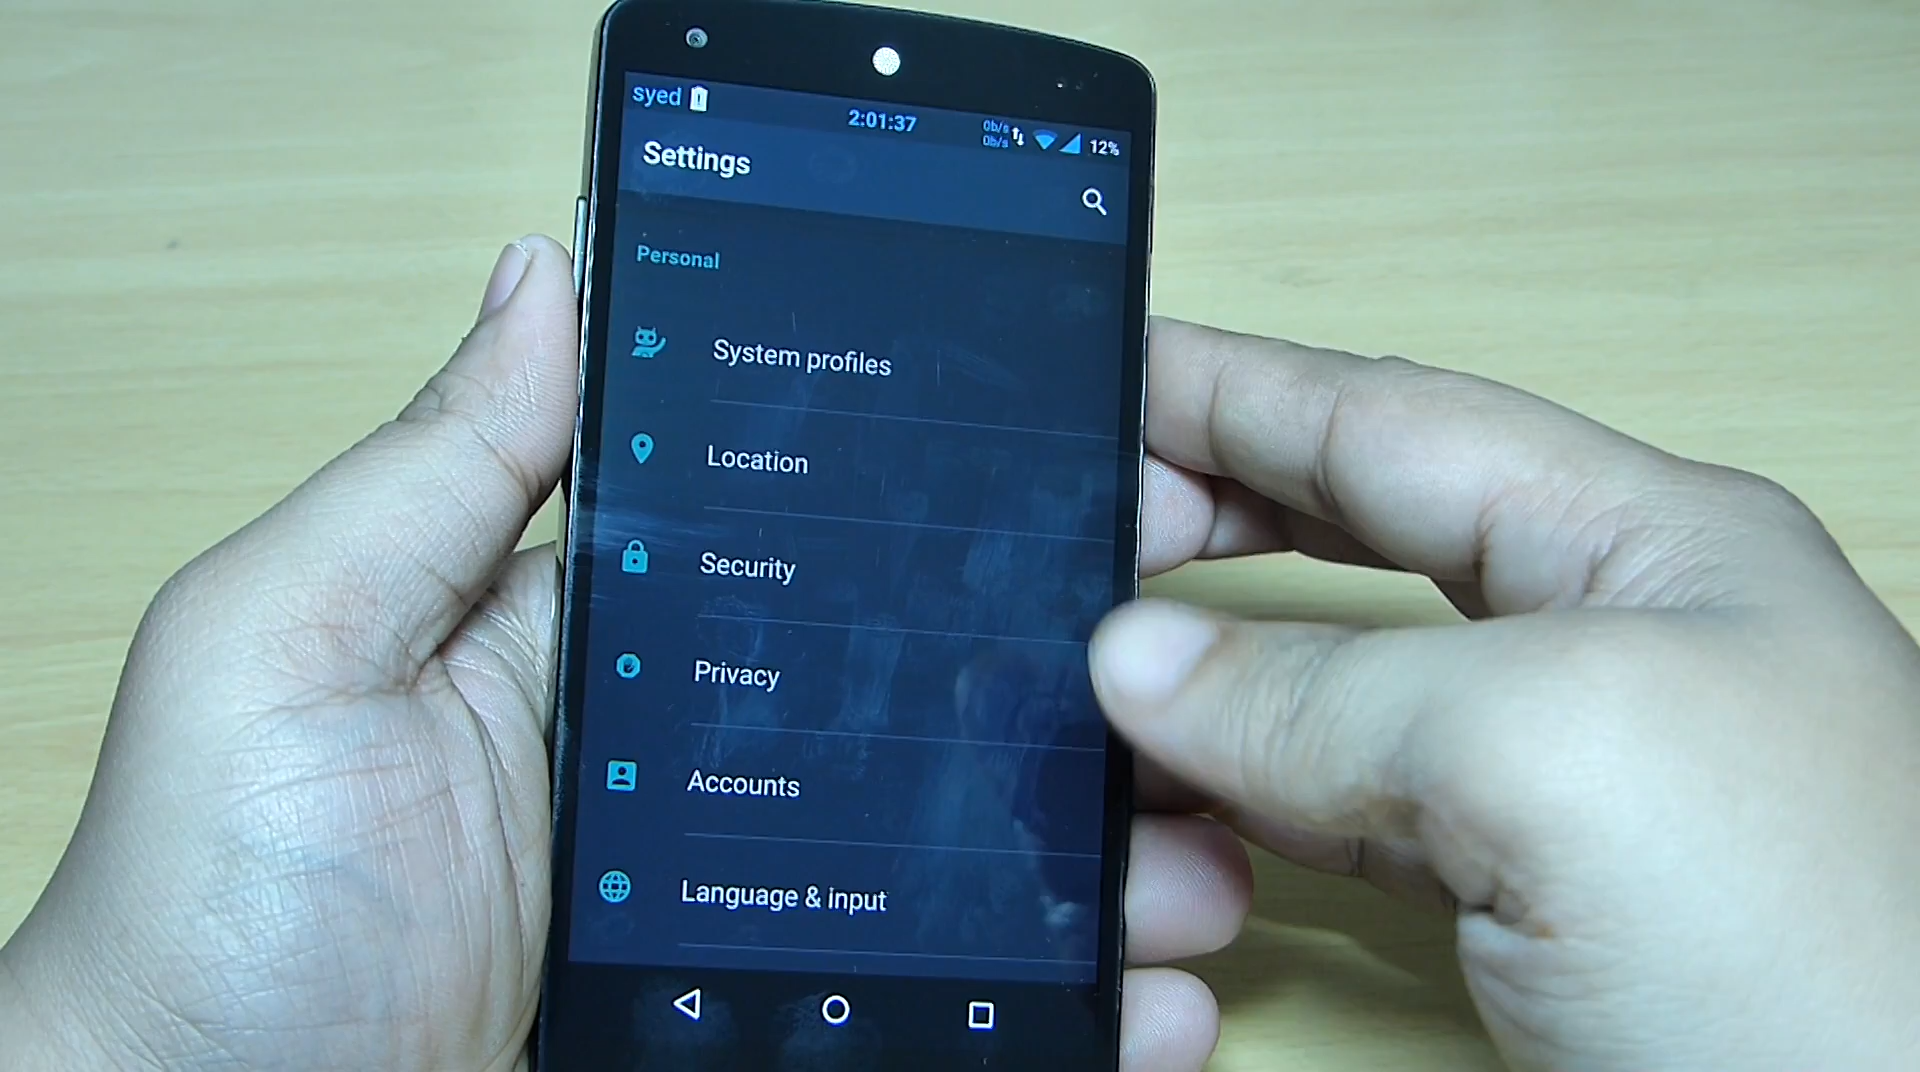 syed
2:01:37
0b/s
0b/s
12%
Settings
Personal
System profiles
Location
Security
Privacy
Accounts
Language & input